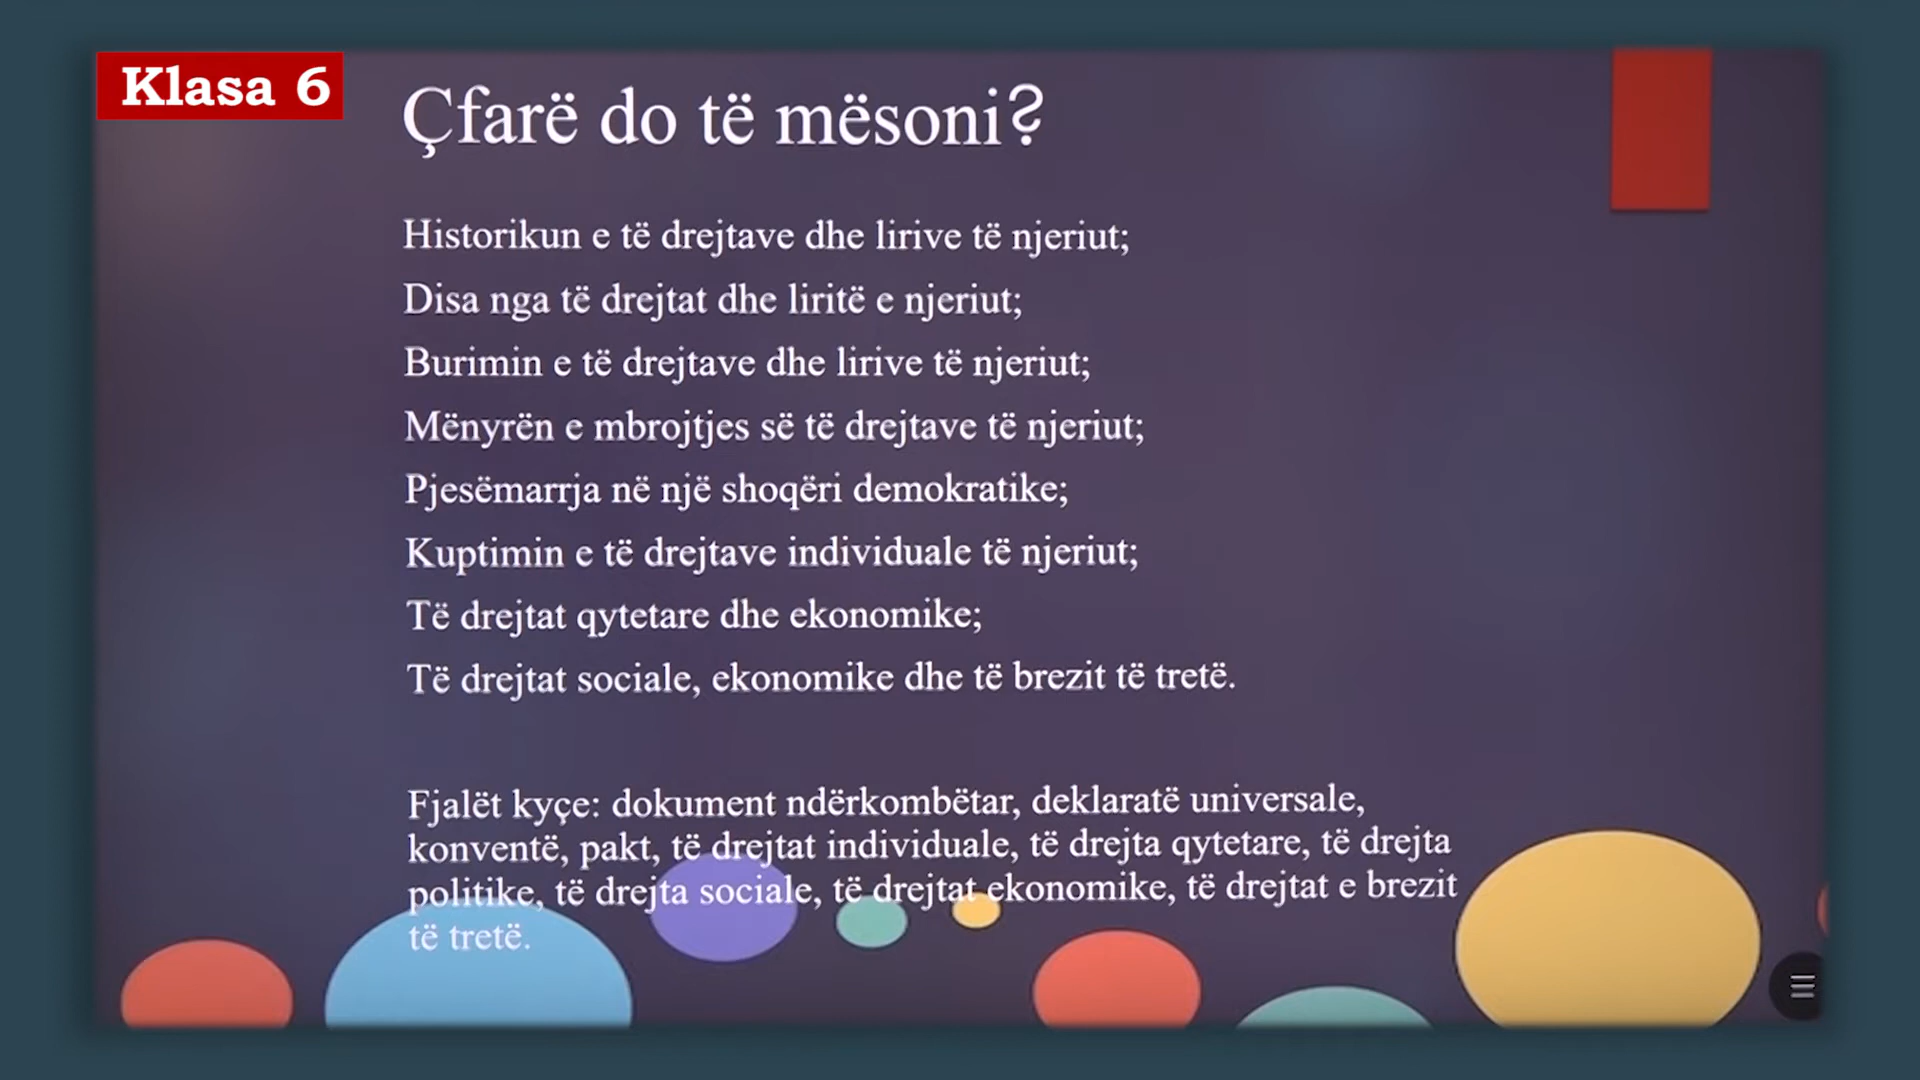 Klasa 6
Çfarë do të mësoni?
Historikun e të drejtave dhe lirive të njeriut;
Disa nga të drejtat dhe liritë e njeriut;
Burimin e të drejtave dhe lirive të njeriut;
Mënyrën e mbrojtjes së të drejtave të njeriut;
Pjesëmarrja në një shoqëri demokratike;
Kuptimin e të drejtave individuale të njeriut;
Të drejtat qytetare dhe ekonomike;
Të drejtat sociale, ekonomike dhe të brezit të tretë.
Fjalët kyçe: dokument ndërkombëtar, deklaratë universale,
konventë, pakt, të drejtat individuale, të drejta qytetare, të drejta
politike, të drejta sociale, të drejtat ekonomike, të drejtat e brezit
të tretë.